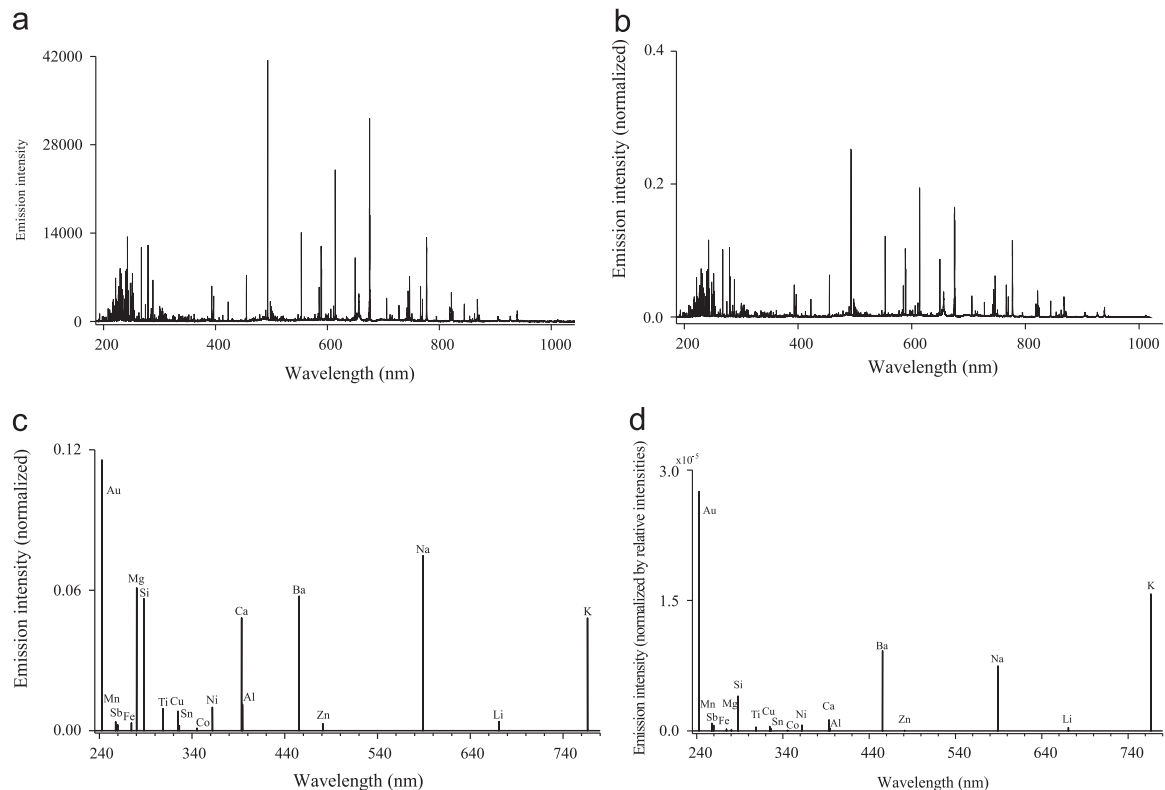 a
42000
28000
14000
0
Emission intensity
200 400 600 800 1000
Wavelength (nm)
b
0.4
0.2
0.0
Emission intensity (normalized)
200 400 600 800 1000
Wavelength (nm)
c
0.12
0.06
0.00
Emission intensity (normalized)
Au
Mg
Si
Mn
Sb Fe
Ti Cu
Sn
Co
Ni
Ca
Al
Ba
Zn
Na
Li
K
240 340 440 540 640 740
Wavelength (nm)
d
x10-5
3.0
1.5
0.0
Emission intensity (normalized by relative intensities)
Au
Mn
Sb Fe
Mg
Si
Ti Cu
Sn
Co
Ni
Ca
Al
Ba
Zn
Na
Li
K
240 340 440 540 640 740
Wavelength (nm)